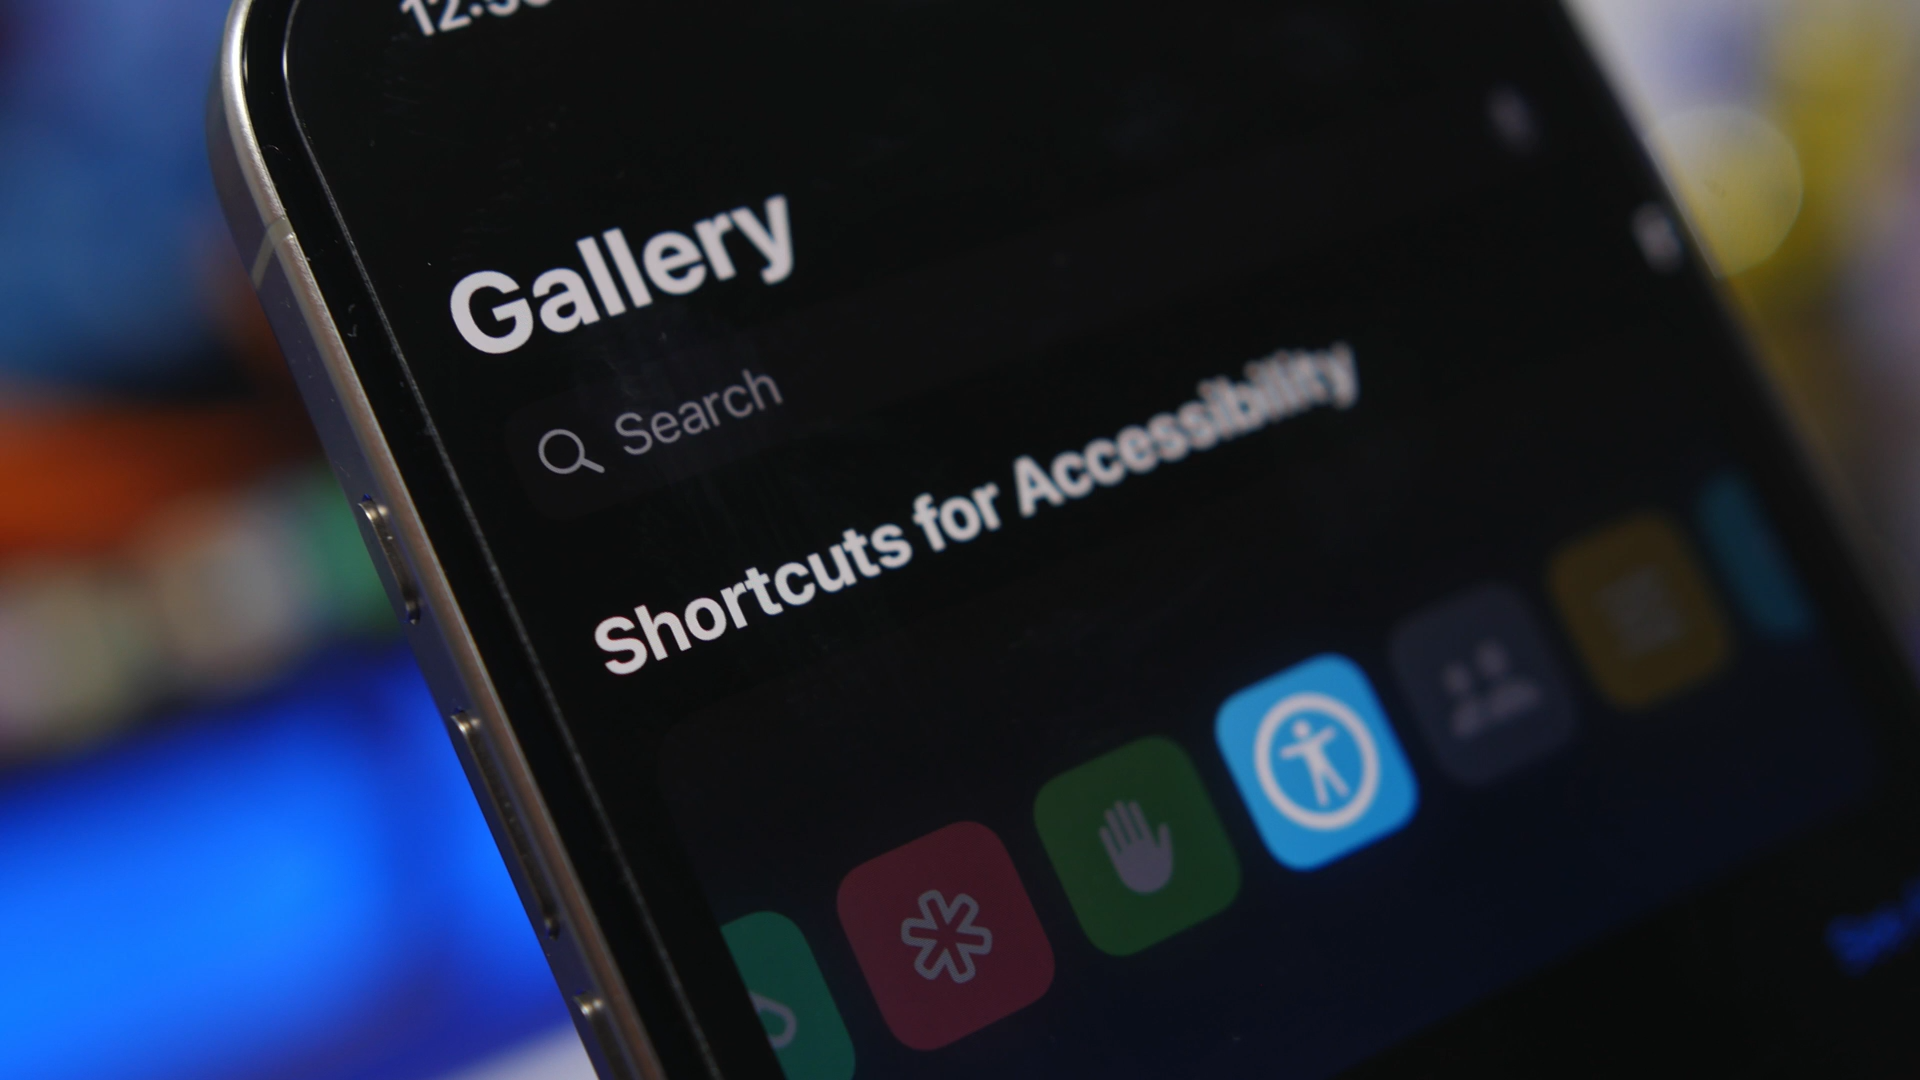 Gallery
Search
Shortcuts for Accessibility